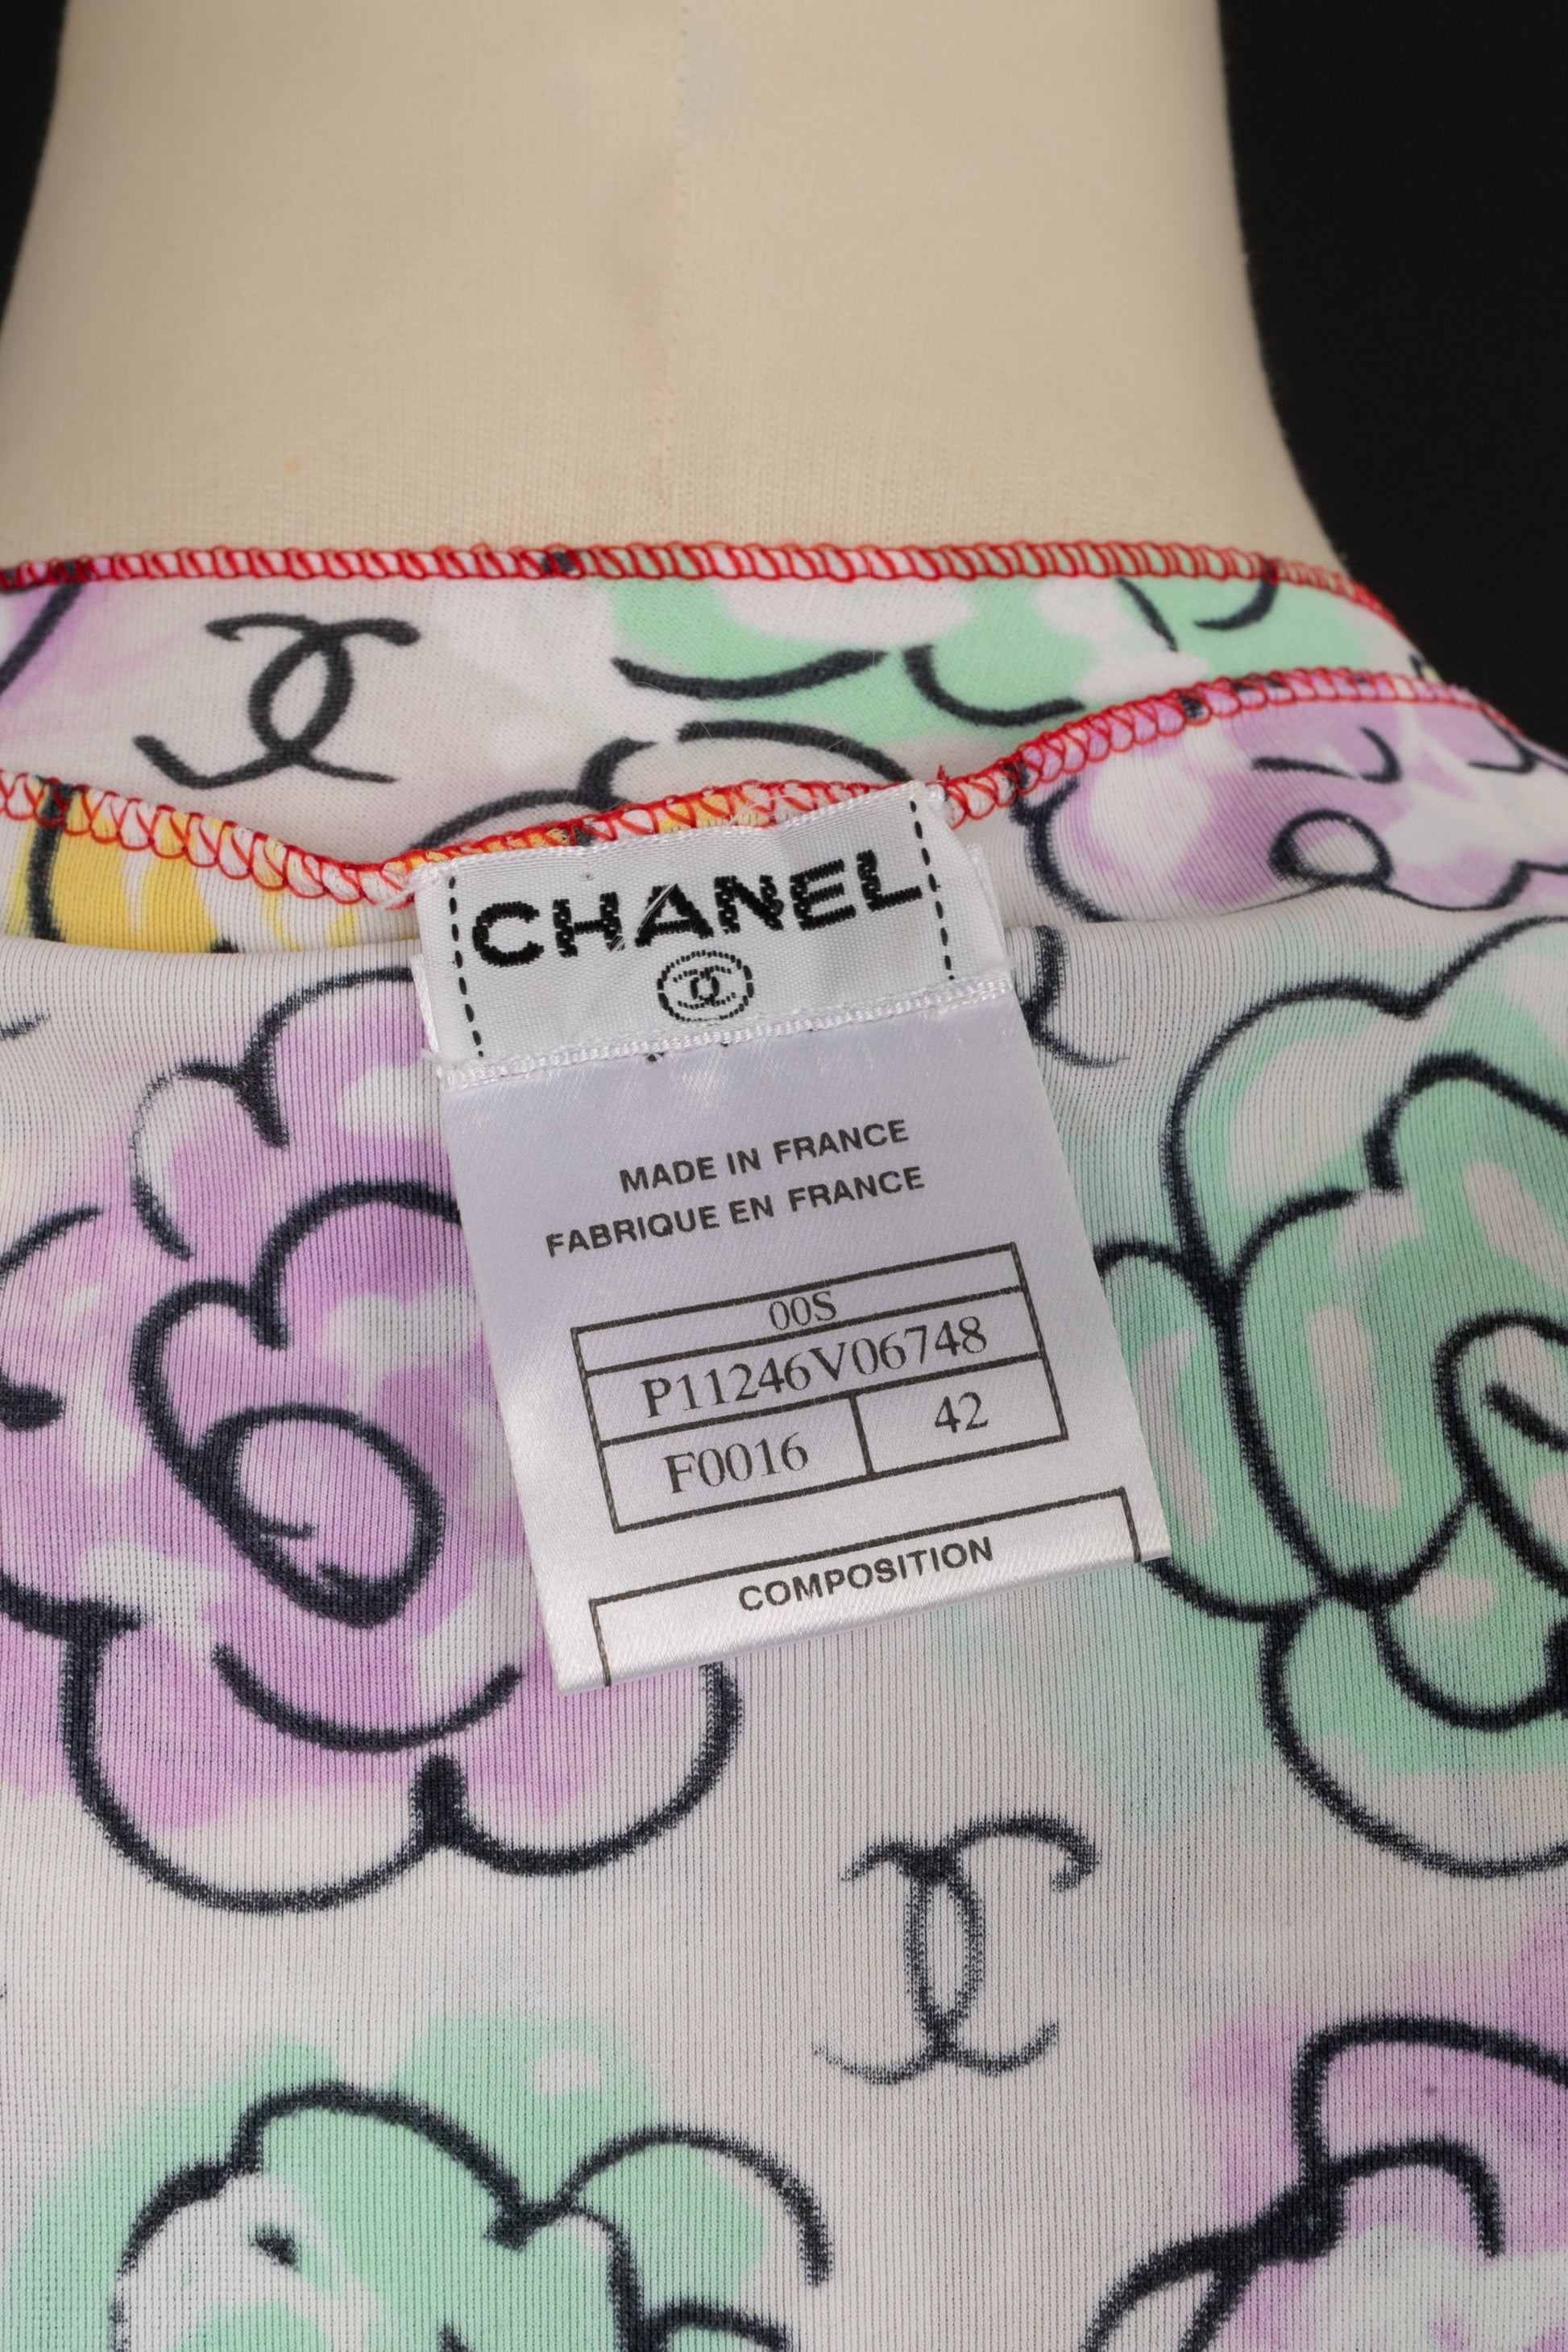 CHANEL
MADE IN FRANCE
FABRIQUE EN FRANCE
00S
P11246V06748
F0016 42
COMPOSITION